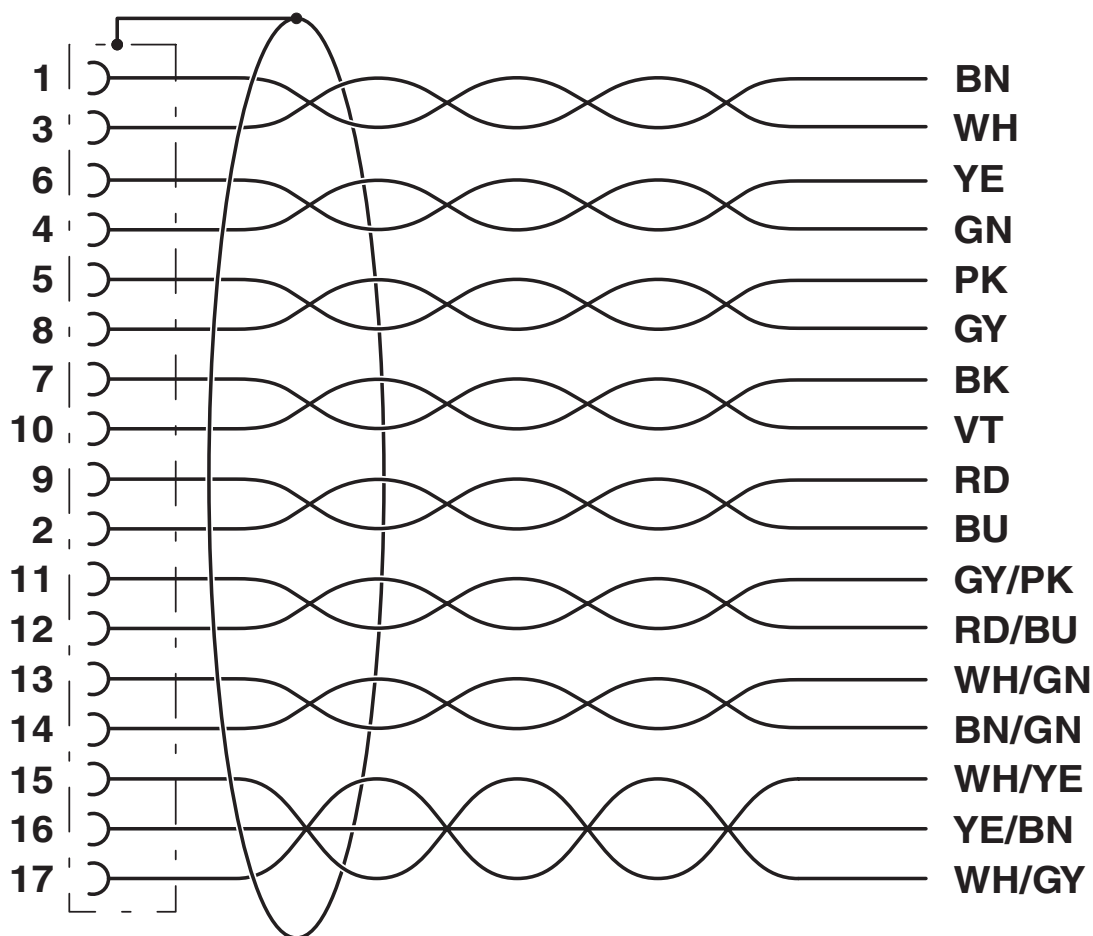 1 BN
3 WH
6 YE
4 GN
5 PK
8 GY
7 BK
10 VT
9 RD
2 BU
11 GY/PK
12 RD/BU
13 WH/GN
14 BN/GN
15 WH/YE
16 YE/BN
17 WH/GY